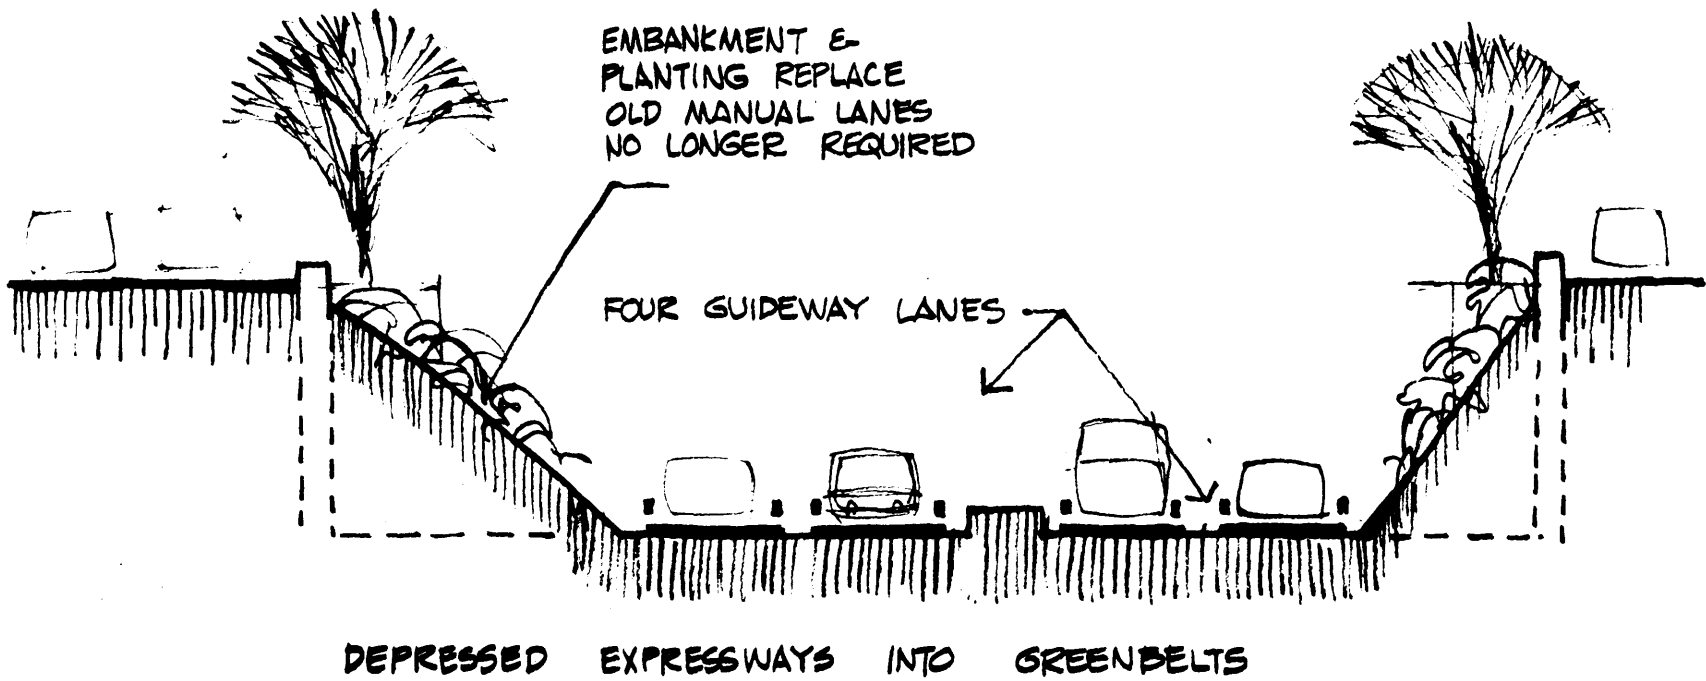 EMBANKMENT &
PLANTING REPLACE
OLD MANUAL LANES
NO LONGER REQUIRED
FOUR GUIDEWAY LANES
DEPRESSED EXPRESSWAYS INTO GREENBELTS